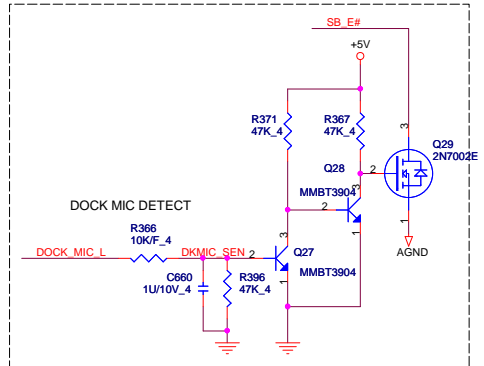 SB_E#
+5V
R371
47K_4
R367
47K_4
Q29
2N7002E
3
2
1
Q28
MMBT3904
3
2
1
AGND
DOCK MIC DETECT
R366
10K/F_4
DOCK_MIC_L
DKMIC_SEN
2
3
1
Q27
MMBT3904
C660
1U/10V_4
R396
47K_4